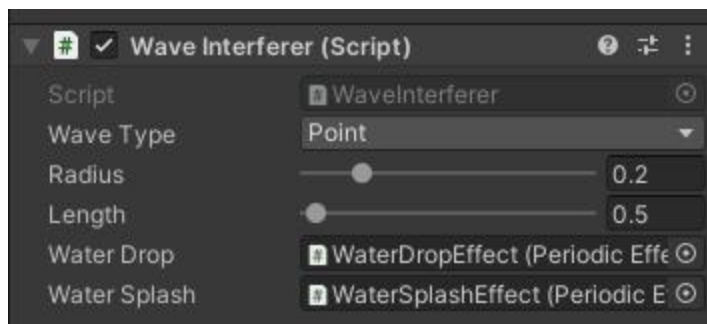 Wave Interferer (Script)
Script WaveInterferer
Wave Type Point
Radius 0.2
Length 0.5
Water Drop WaterDropEffect (Periodic Effe
Water Splash WaterSplashEffect (Periodic E